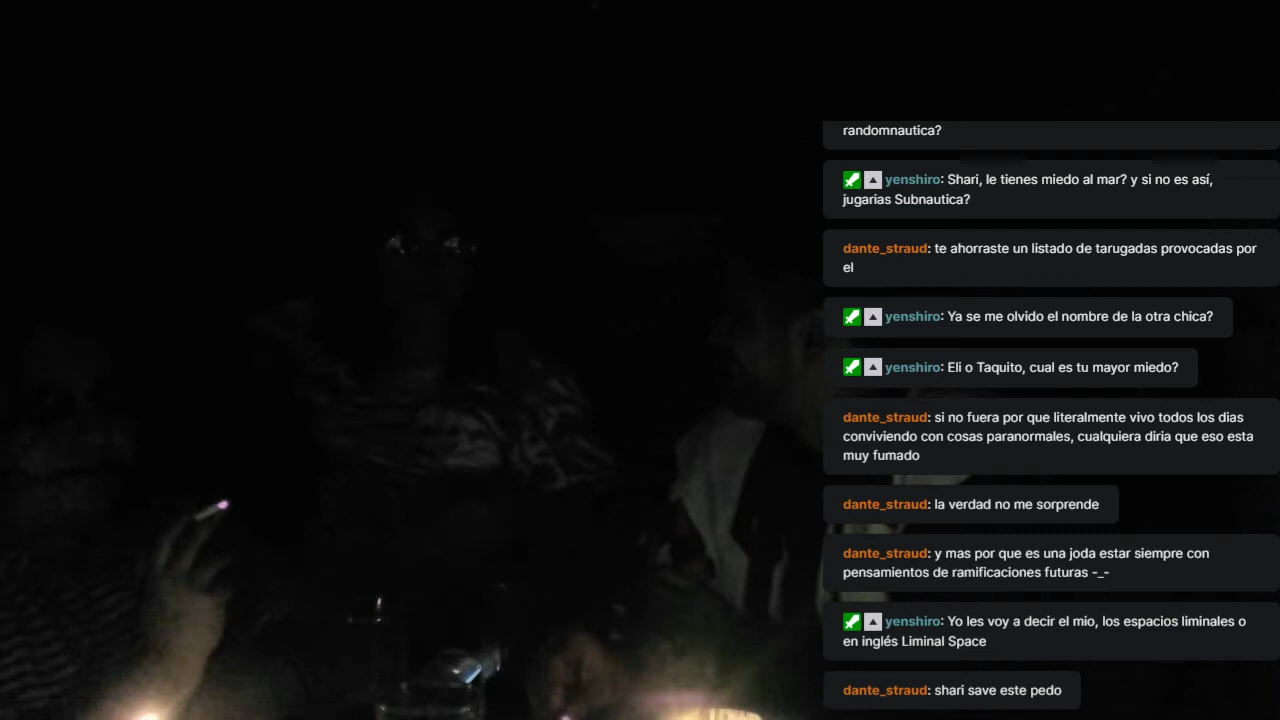 randomnautica?
yenshiro: Shari, le tienes miedo al mar? y si no es así,
jugarias Subnautica?
dante_straud: te ahorraste un listado de tarugadas provocadas por
el
yenshiro: Ya se me olvido el nombre de la otra chica?
yenshiro: Eli o Taquito, cual es tu mayor miedo?
dante_straud: si no fuera por que literalmente vivo todos los dias
conviviendo con cosas paranormales, cualquiera diria que eso esta
muy fumado
dante_straud: la verdad no me sorprende
dante_straud: y mas por que es una joda estar siempre con
pensamientos de ramificaciones futuras -_-
yenshiro: Yo les voy a decir el mio, los espacios liminales o
en inglés Liminal Space
dante_straud: shari save este pedo